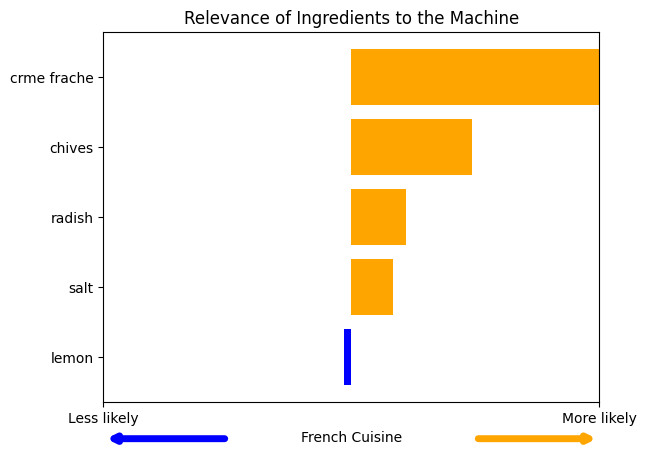 Relevance of Ingredients to the Machine
crme frache
chives
radish
salt
lemon
Less likely
More likely
French Cuisine